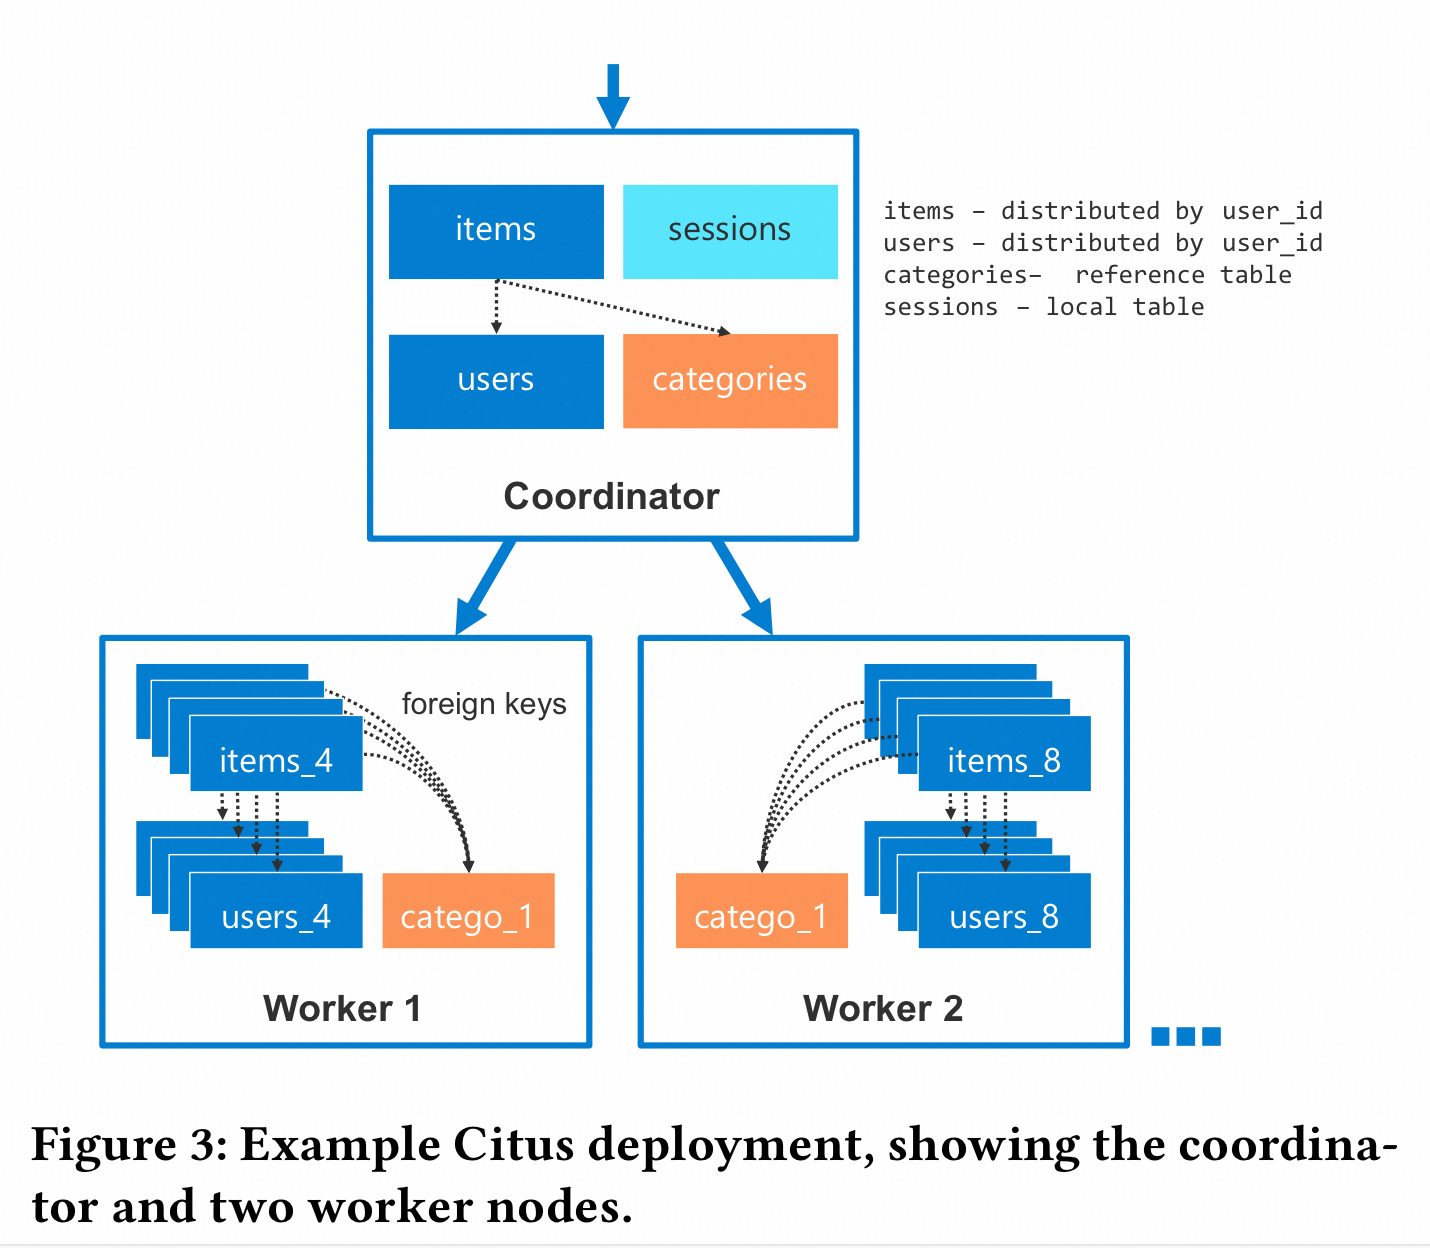 items
sessions
items – distributed by user_id
users – distributed by user_id
categories–  reference table
sessions – local table
users
categories
Coordinator
foreign keys
items_4
users_4
catego_1
Worker 1
items_8
catego_1
users_8
Worker 2
Figure 3: Example Citus deployment, showing the coordina-
tor and two worker nodes.